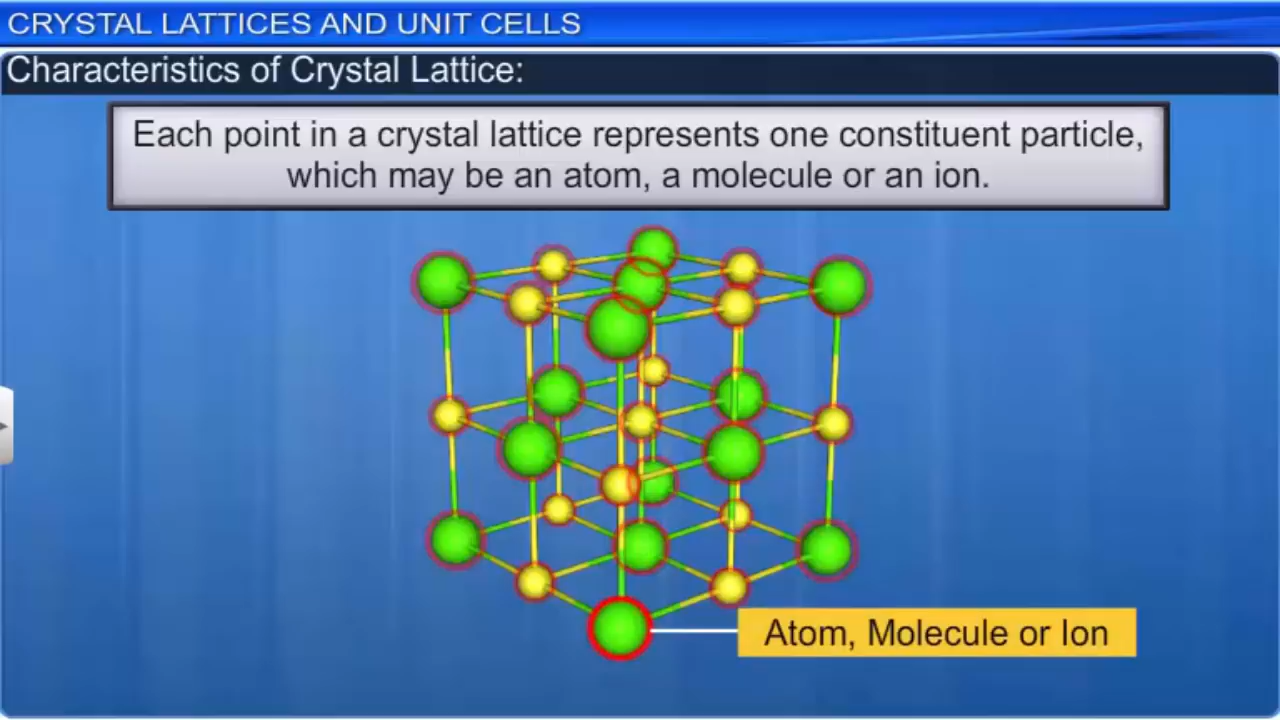 CRYSTAL LATTICES AND UNIT CELLS
Characteristics of Crystal Lattice:
Each point in a crystal lattice represents one constituent particle,
which may be an atom, a molecule or an ion.
Atom, Molecule or Ion